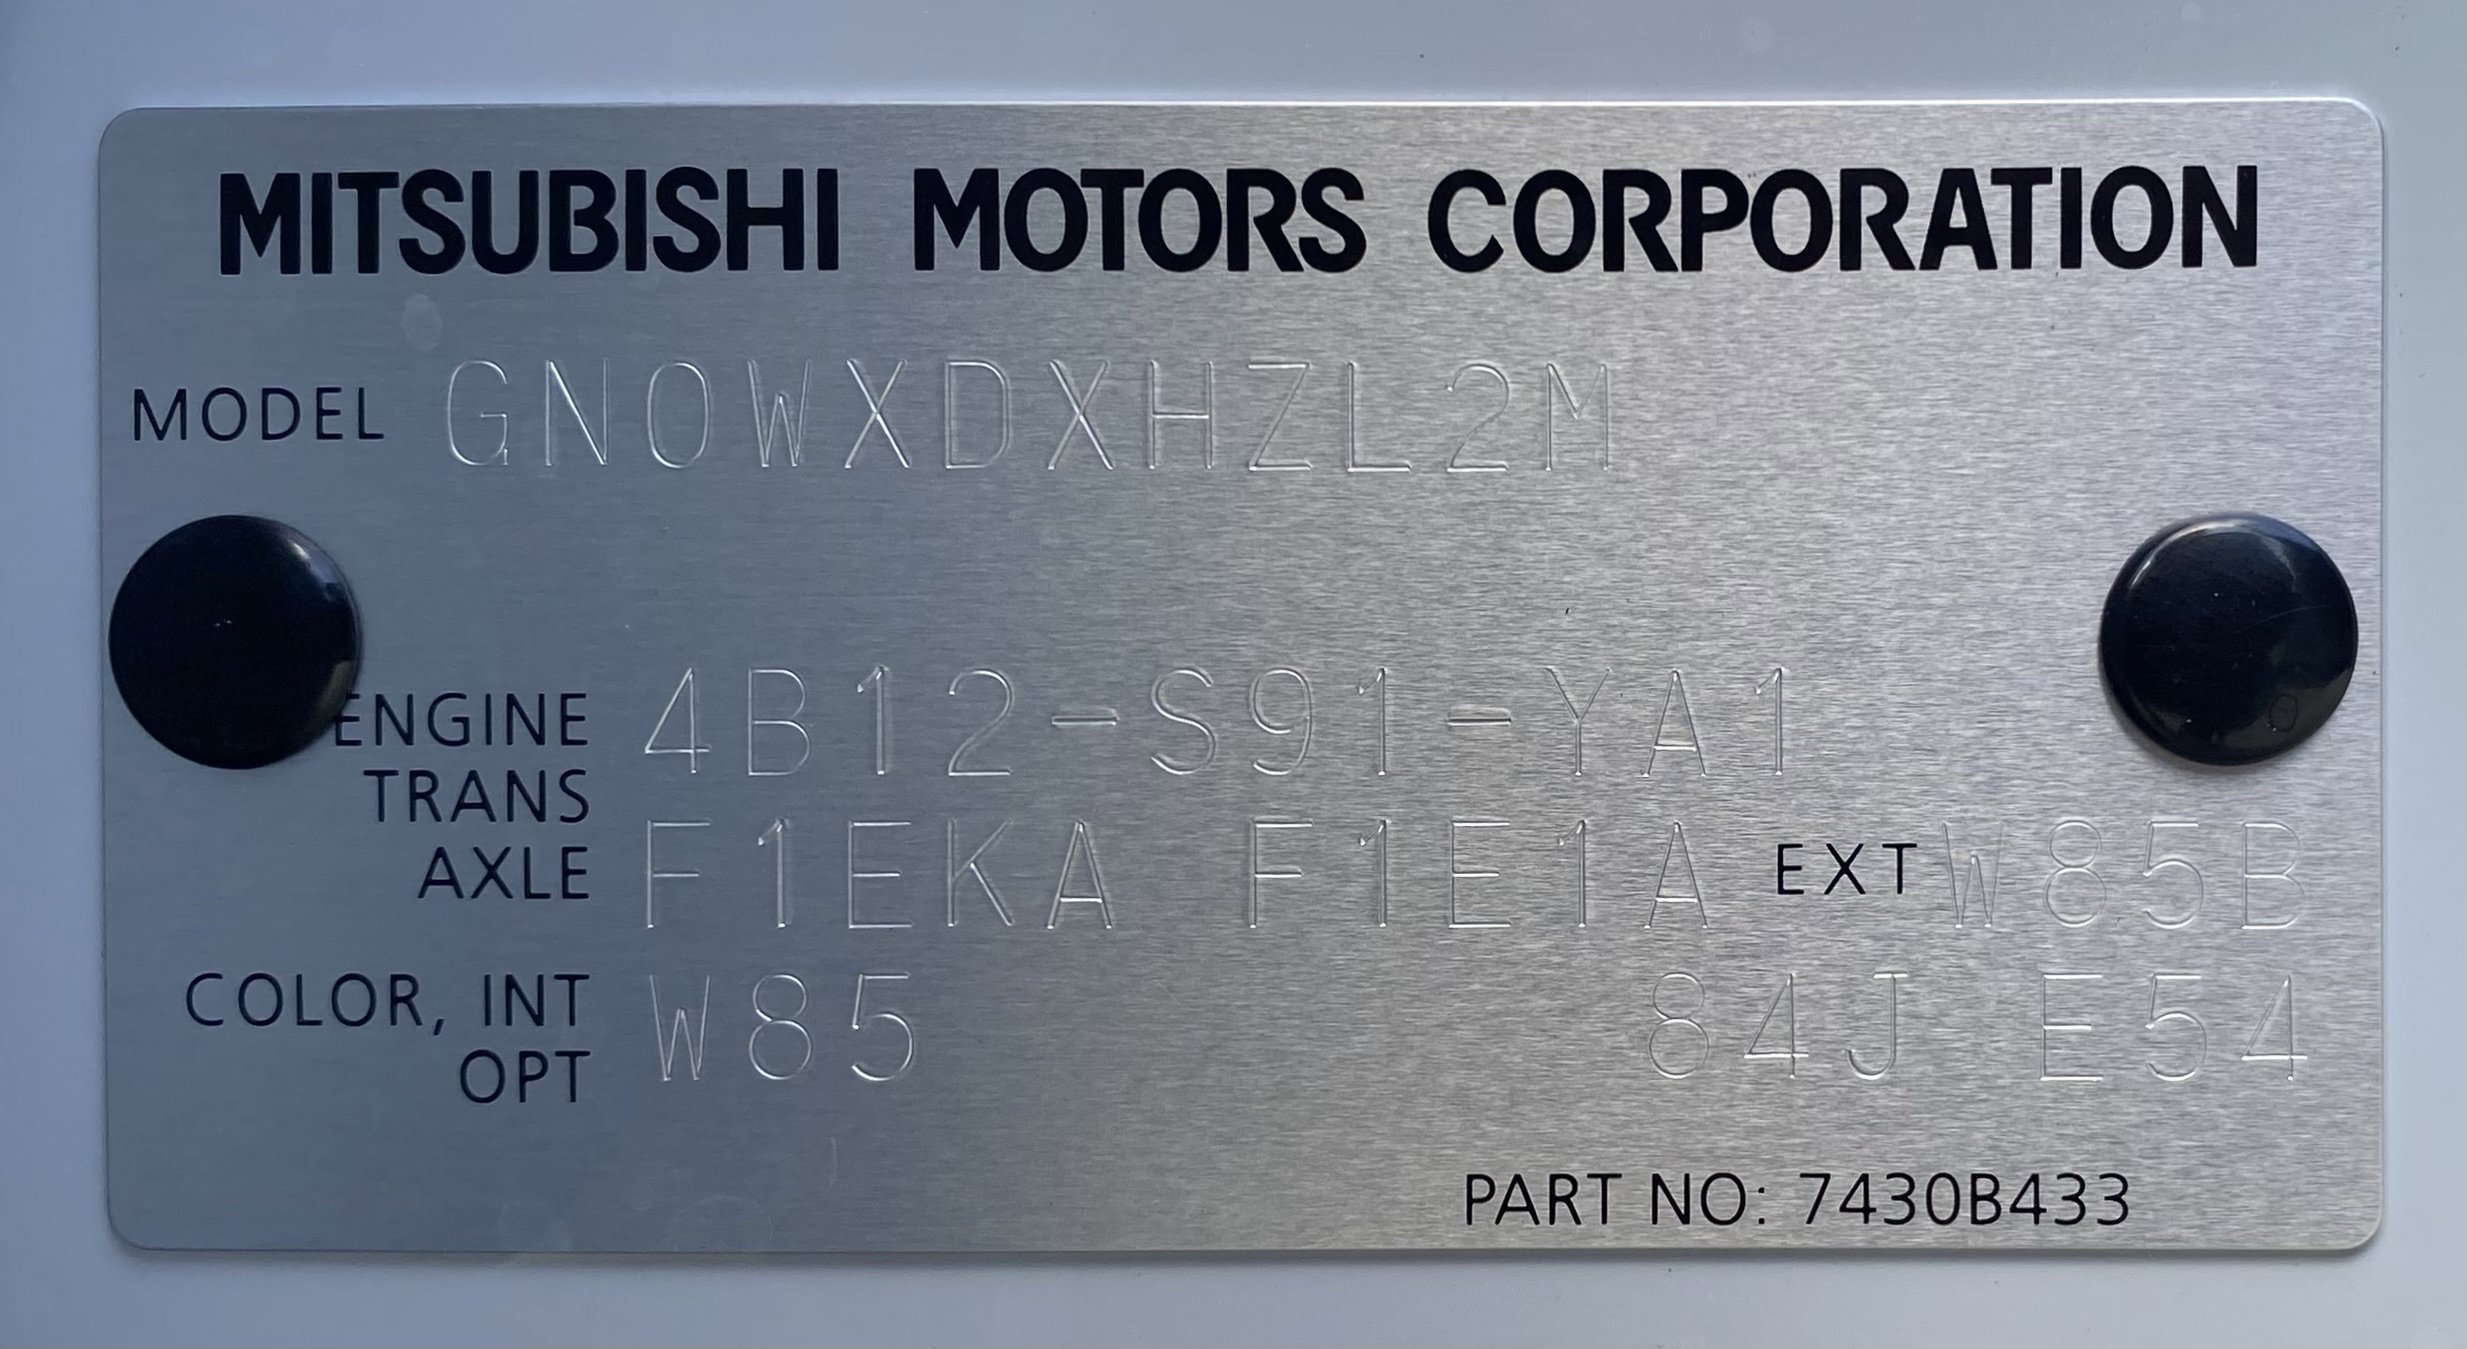 MITSUBISHI MOTORS CORPORATION
MODEL GN0WXDXHZL2M
ENGINE 4B12-S91-YA1
TRANS
AXLE F1EKA F1E1A EXT W85B
COLOR, INT
OPT W85 84J E54
PART NO: 7430B433